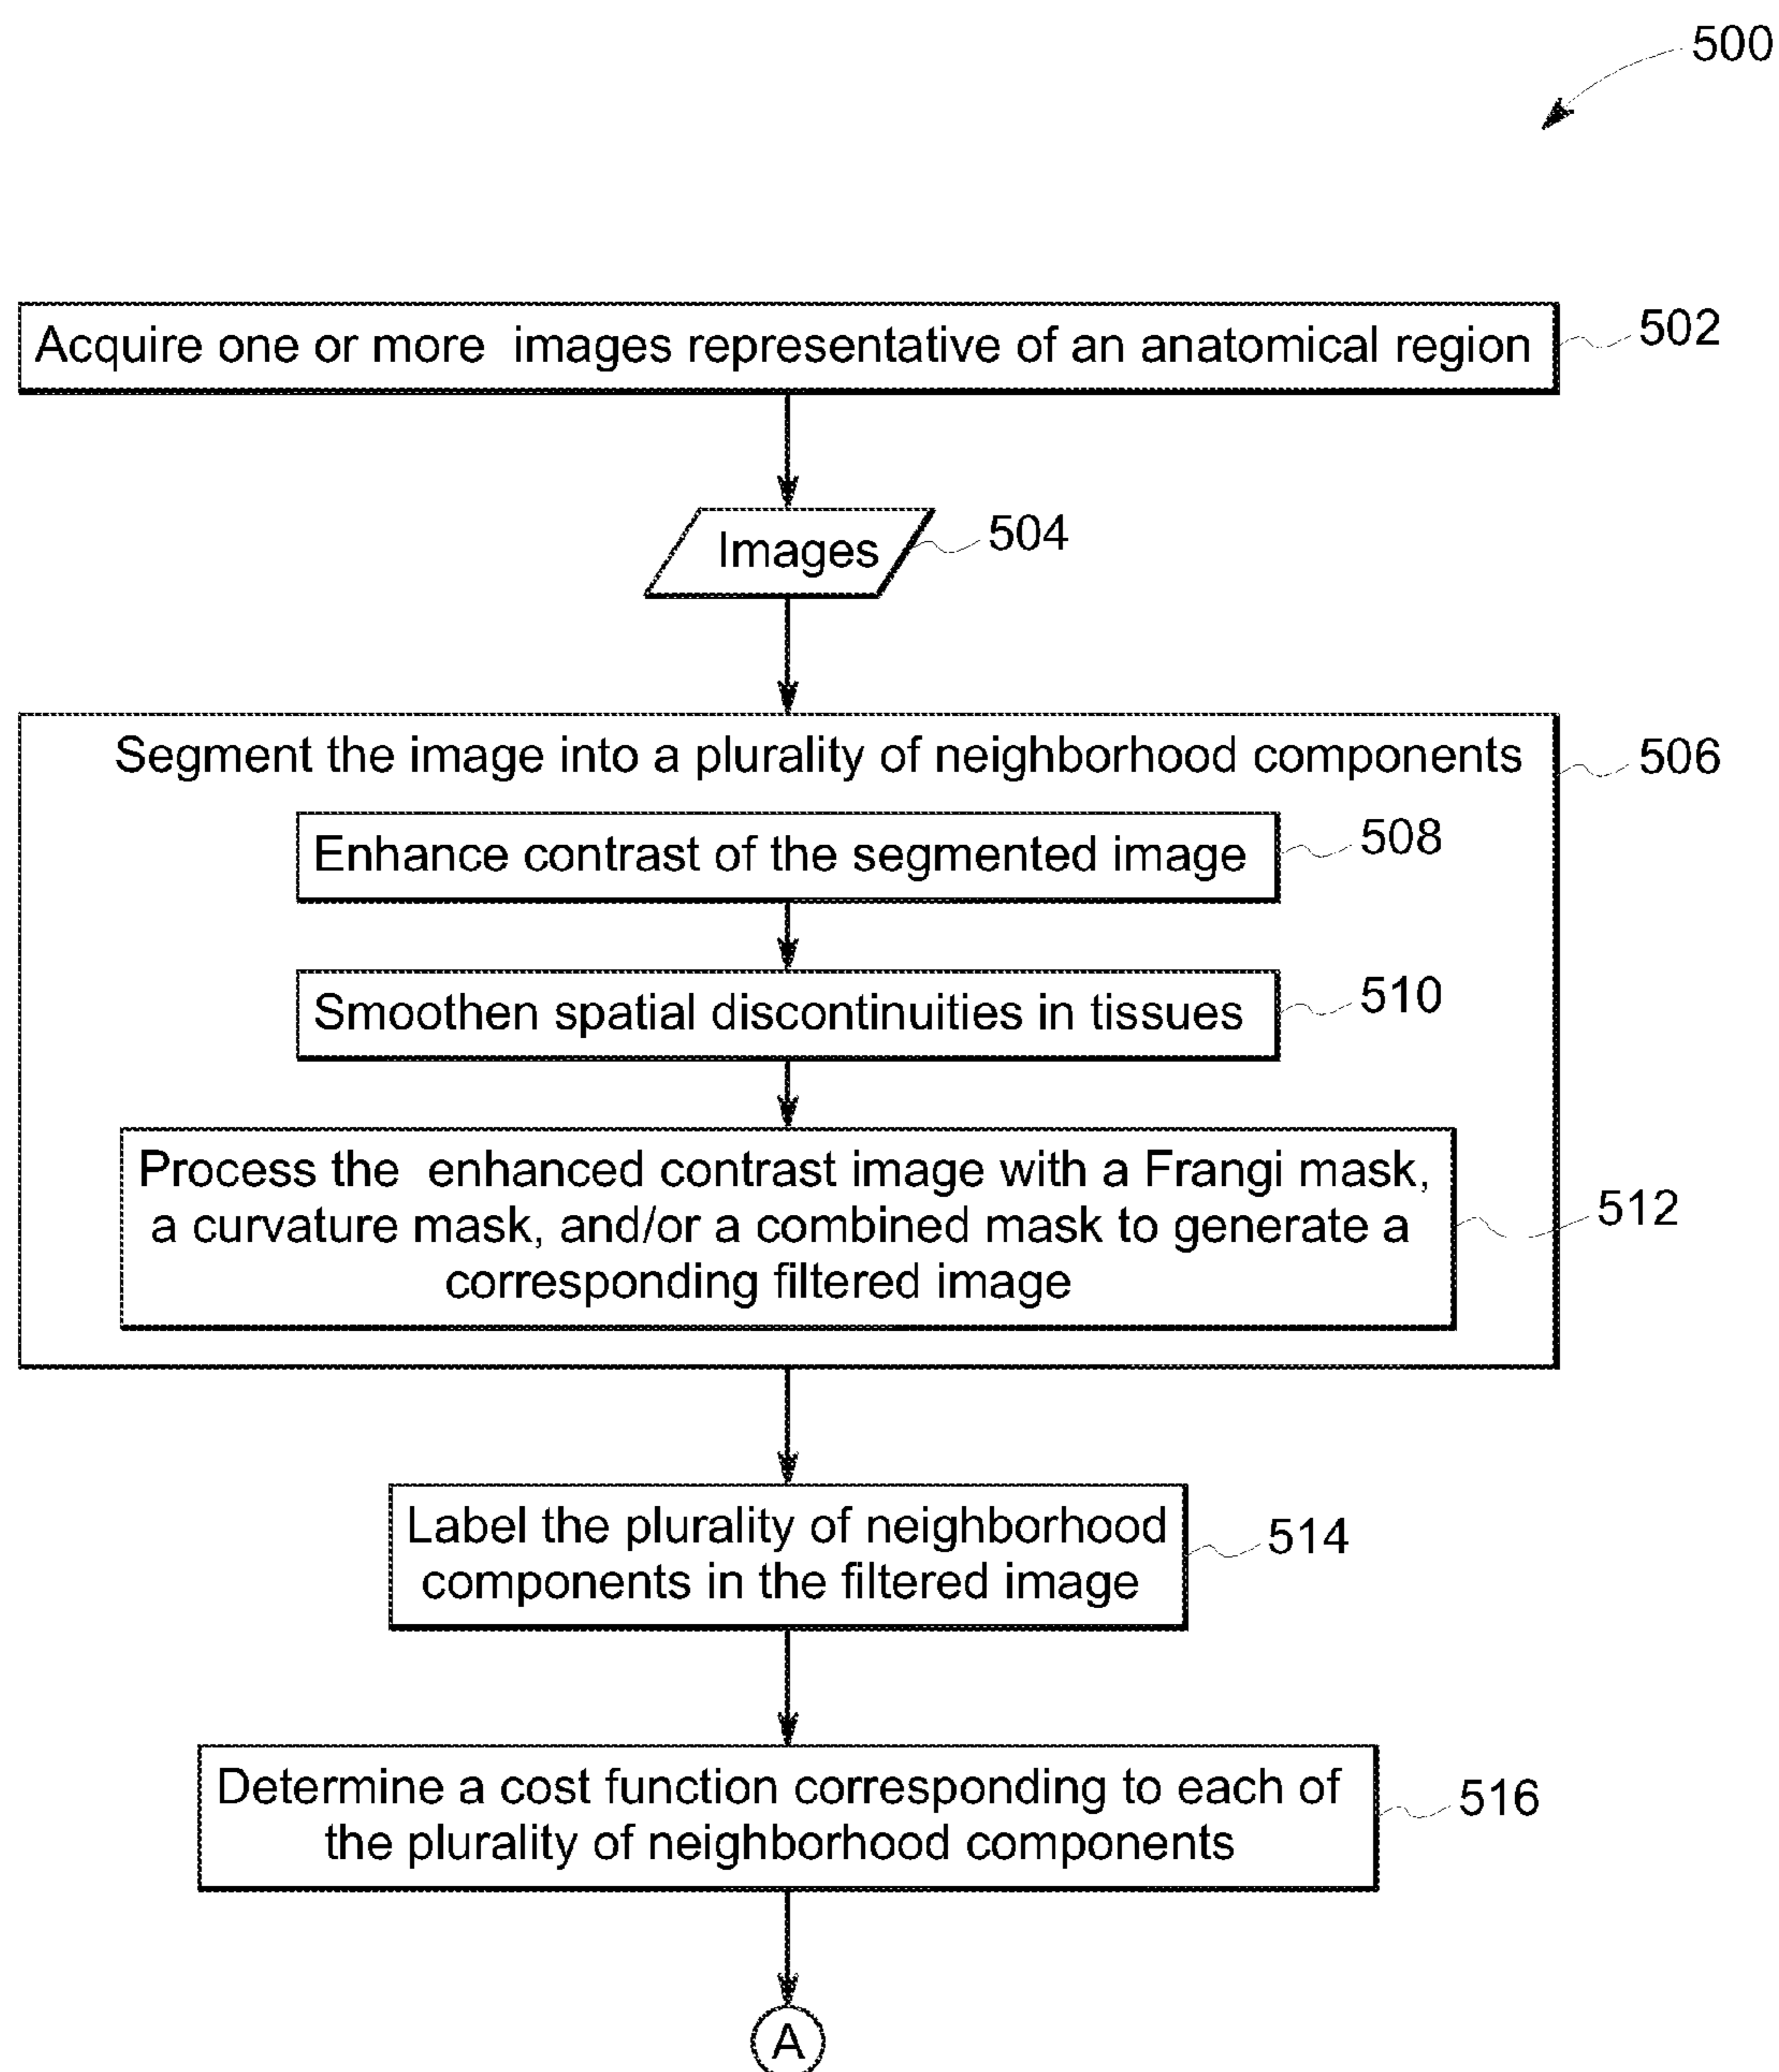 500
Acquire one or more images representative of an anatomical region
502
Images
504
Segment the image into a plurality of neighborhood components
506
Enhance contrast of the segmented image
508
Smoothen spatial discontinuities in tissues
510
Process the enhanced contrast image with a Frangi mask,
a curvature mask, and/or a combined mask to generate a
corresponding filtered image
512
Label the plurality of neighborhood
components in the filtered image
514
Determine a cost function corresponding to each of
the plurality of neighborhood components
516
A